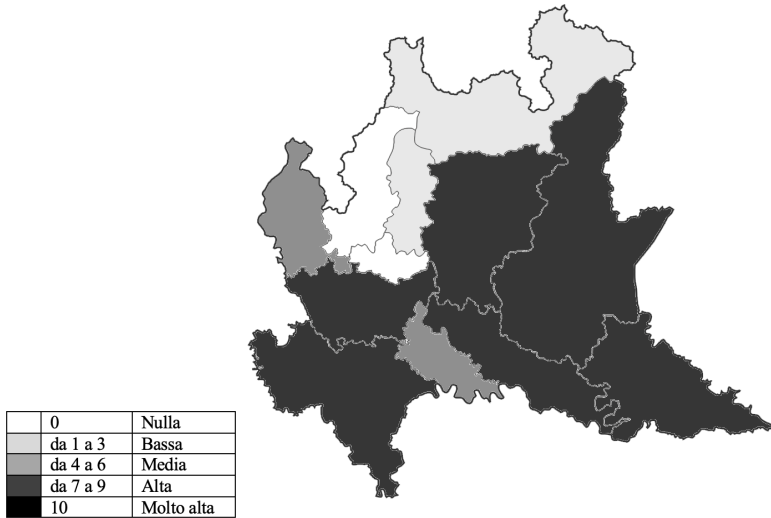 0 Nulla
da 1 a 3 Bassa
da 4 a 6 Media
da 7 a 9 Alta
10 Molto alta